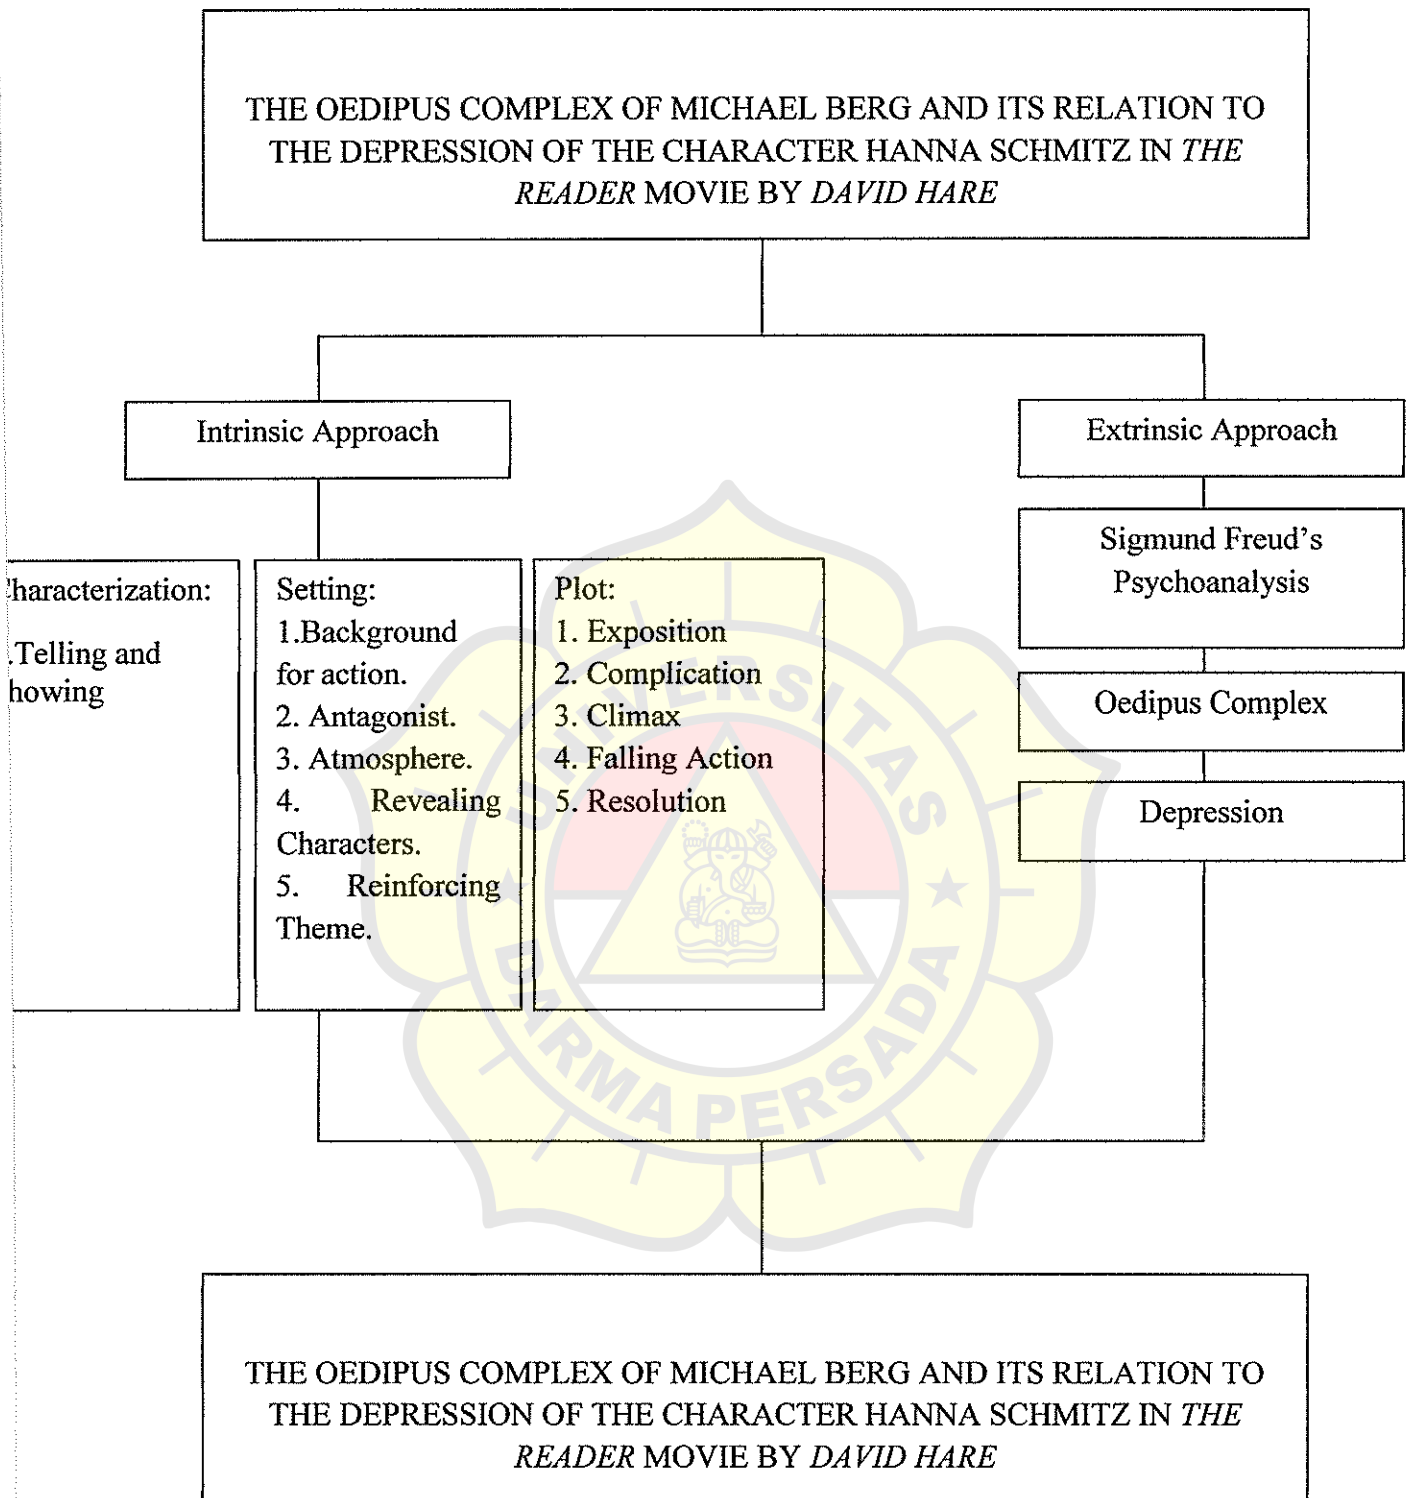 THE OEDIPUS COMPLEX OF MICHAEL BERG AND ITS RELATION TO
THE DEPRESSION OF THE CHARACTER HANNA SCHMITZ IN THE
READER MOVIE BY DAVID HARE
Intrinsic Approach
Extrinsic Approach
Sigmund Freud's
Psychoanalysis
Oedipus Complex
Depression
haracterization:
.Telling and
howing
Setting:
1.Background
for action.
2. Antagonist.
3. Atmosphere.
4. Revealing
Characters.
5. Reinforcing
Theme.
Plot:
1. Exposition
2. Complication
3. Climax
4. Falling Action
5. Resolution
UNIVERSITAS
DARMA PERSADA
THE OEDIPUS COMPLEX OF MICHAEL BERG AND ITS RELATION TO
THE DEPRESSION OF THE CHARACTER HANNA SCHMITZ IN THE
READER MOVIE BY DAVID HARE